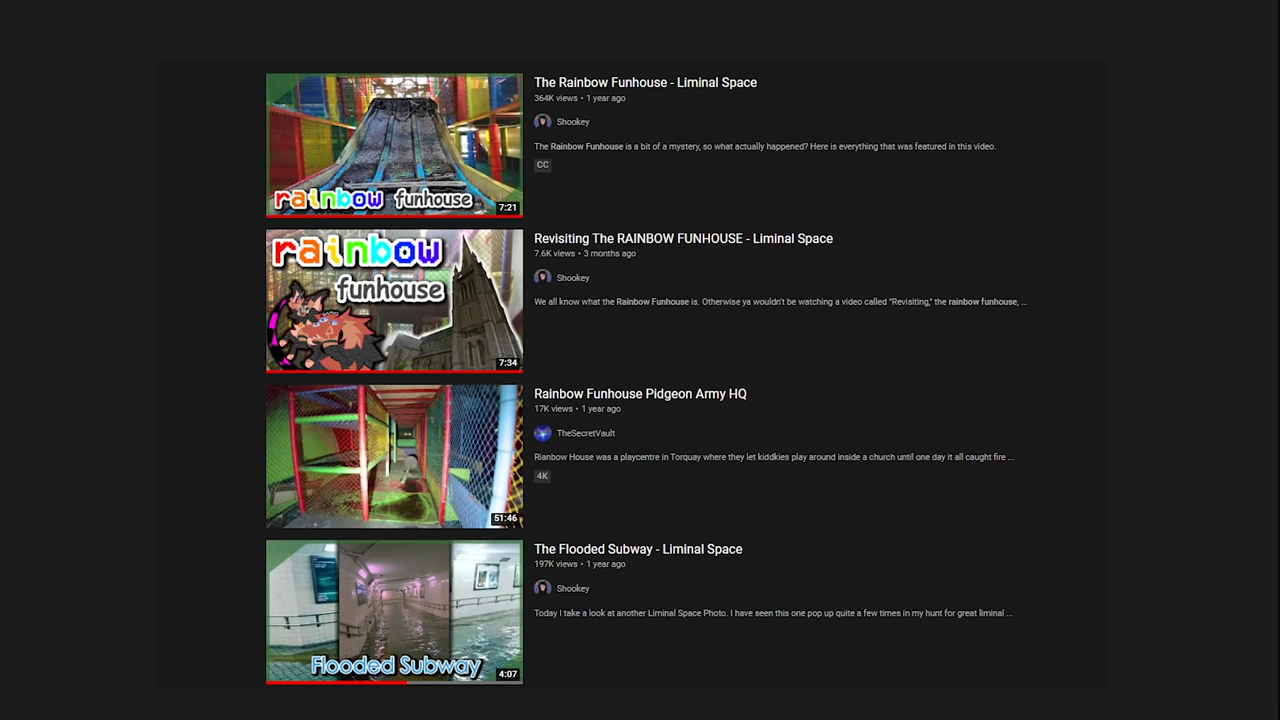 The Rainbow Funhouse - Liminal Space
364K views • 1 year ago
Shookey
The Rainbow Funhouse is a bit of a mystery, so what actually happened? Here is everything that was featured in this video.
CC
rainbow funhouse
7:21
Revisiting The RAINBOW FUNHOUSE - Liminal Space
7.6K views • 3 months ago
Shookey
We all know what the Rainbow Funhouse is. Otherwise ya wouldn't be watching a video called "Revisiting," the rainbow funhouse, ...
rainbow
funhouse
7:34
Rainbow Funhouse Pidgeon Army HQ
17K views • 1 year ago
TheSecretVault
Rianbow House was a playcentre in Torquay where they let kiddkies play around inside a church until one day it all caught fire ...
4K
51:46
The Flooded Subway - Liminal Space
197K views • 1 year ago
Shookey
Today I take a look at another Liminal Space Photo. I have seen this one pop up quite a few times in my hunt for great liminal ...
Flooded Subway
4:07